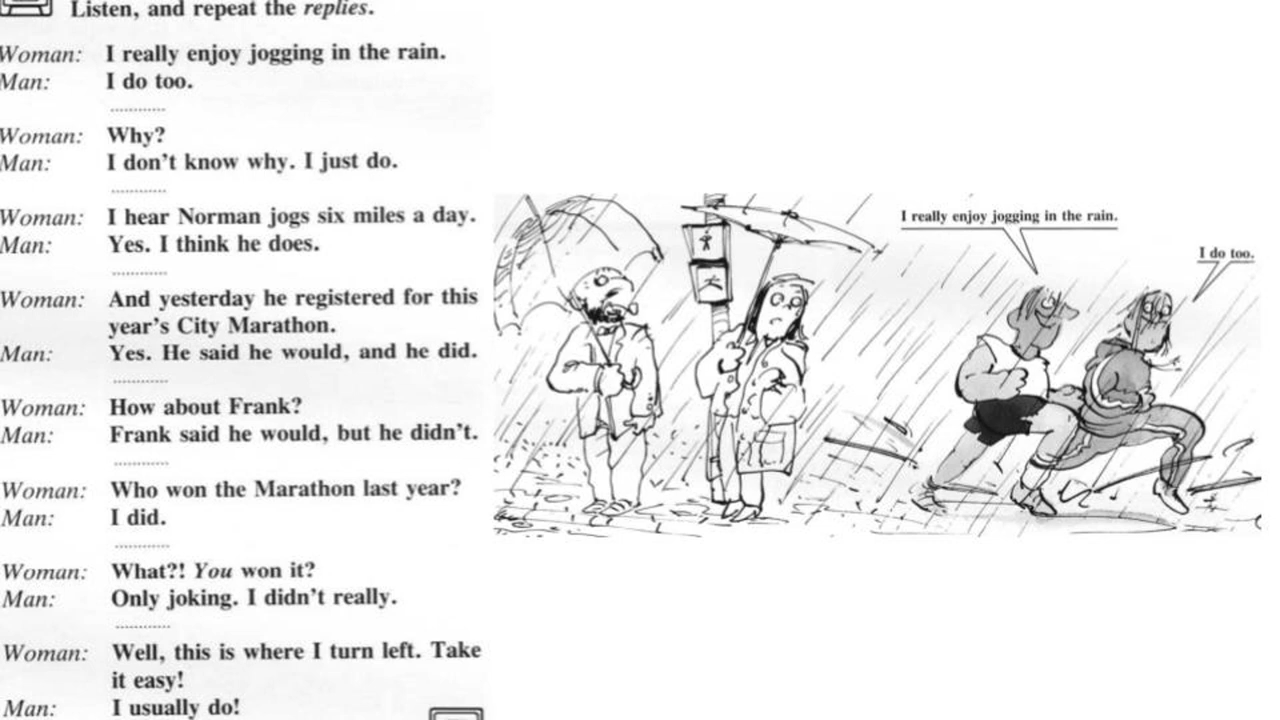 Listen, and repeat the replies.
Woman: I really enjoy jogging in the rain.
Man: I do too.
............
Woman: Why?
Man: I don't know why. I just do.
............
Woman: I hear Norman jogs six miles a day.
Man: Yes. I think he does.
............
Woman: And yesterday he registered for this
year's City Marathon.
Man: Yes. He said he would, and he did.
............
Woman: How about Frank?
Man: Frank said he would, but he didn't.
............
Woman: Who won the Marathon last year?
Man: I did.
............
Woman: What?! You won it?
Man: Only joking. I didn't really.
............
Woman: Well, this is where I turn left. Take
it easy!
Man: I usually do!
I really enjoy jogging in the rain.
I do too.